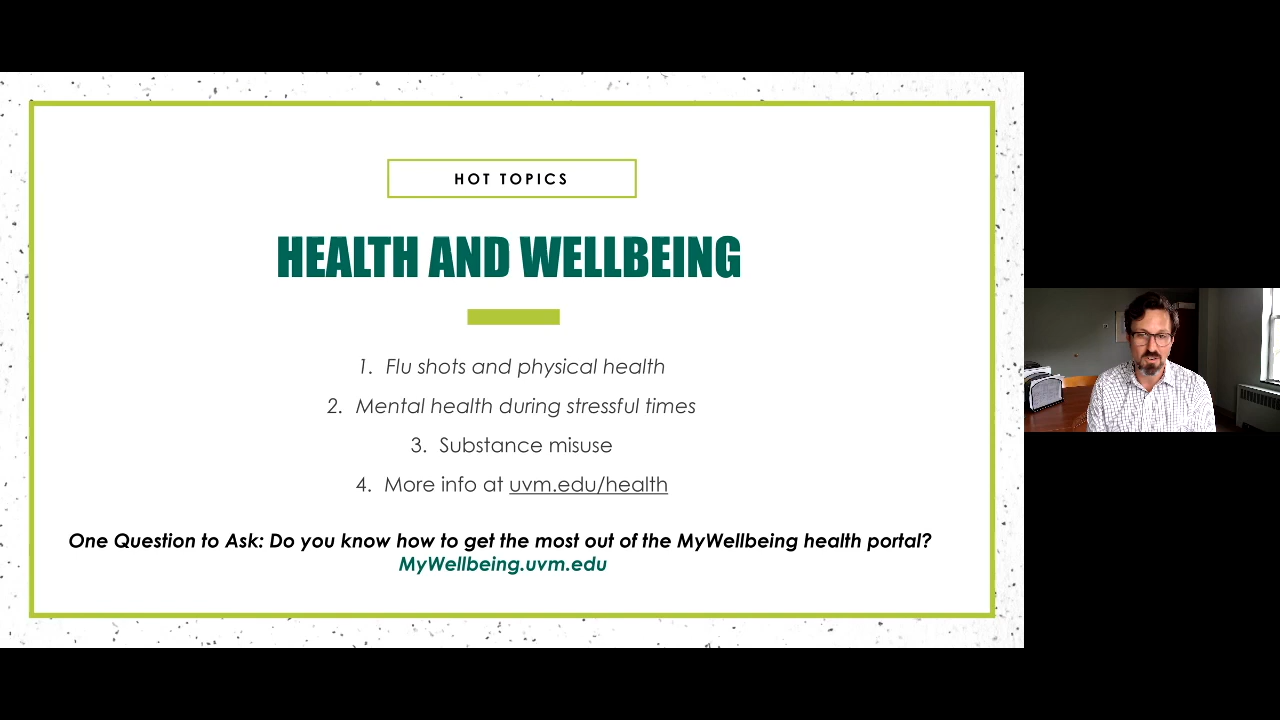 HOT TOPICS
HEALTH AND WELLBEING
1. Flu shots and physical health
2. Mental health during stressful times
3. Substance misuse
4. More info at uvm.edu/health
One Question to Ask: Do you know how to get the most out of the MyWellbeing health portal?
MyWellbeing.uvm.edu